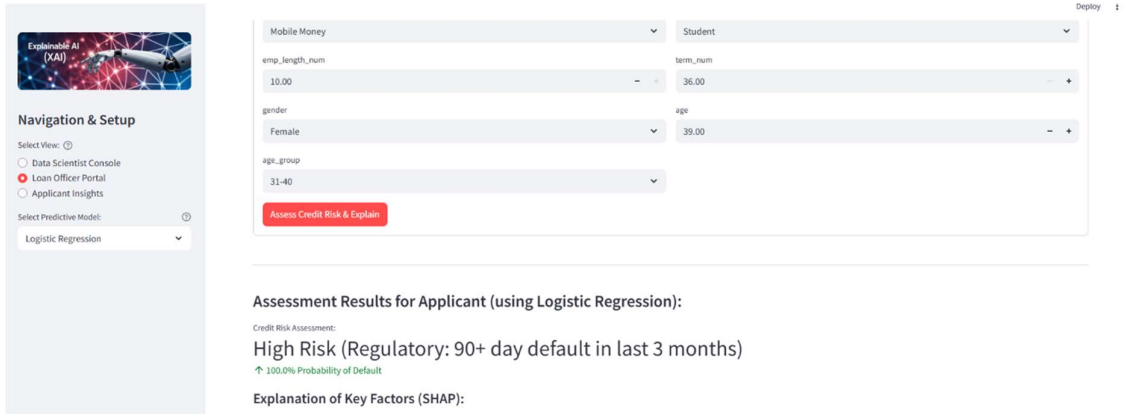 Deploy
Explainable AI
(XAI)
Navigation & Setup
Select View:
Data Scientist Console
Loan Officer Portal
Applicant Insights
Select Predictive Model:
Logistic Regression
Mobile Money
Student
emp_length_num
term_num
10.00
36.00
gender
age
Female
39.00
age_group
31-40
Assess Credit Risk & Explain
Assessment Results for Applicant (using Logistic Regression):
Credit Risk Assessment:
High Risk (Regulatory: 90+ day default in last 3 months)
↑ 100.0% Probability of Default
Explanation of Key Factors (SHAP):